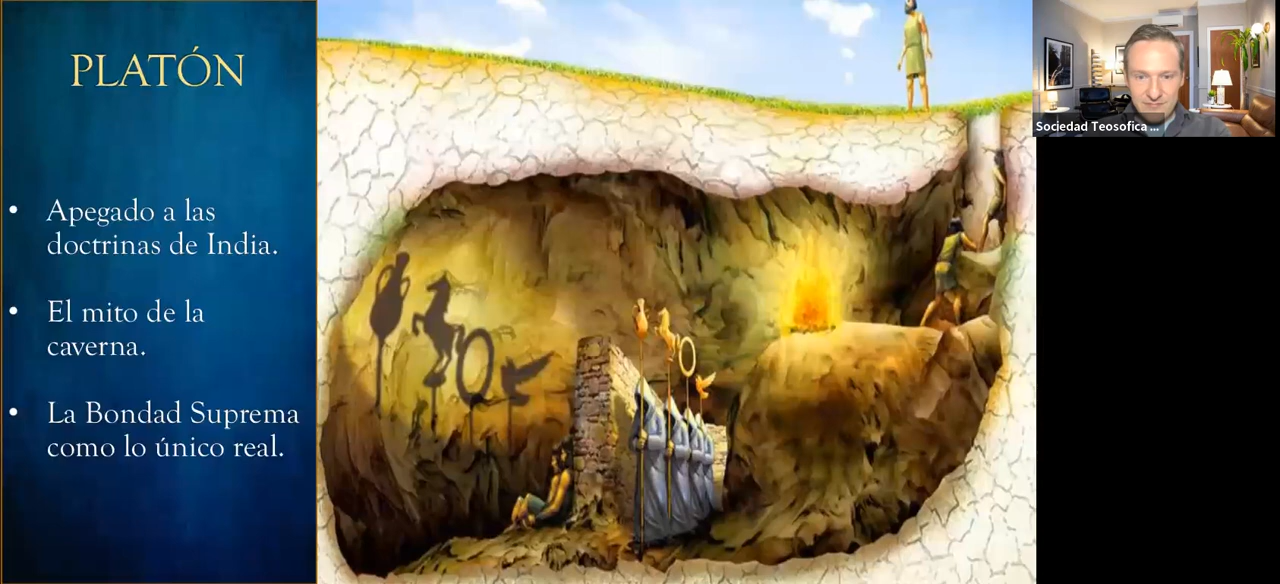 PLATÓN
• Apegado a las
doctrinas de India.
• El mito de la
caverna.
• La Bondad Suprema
como lo único real.
Sociedad Teosofica ...